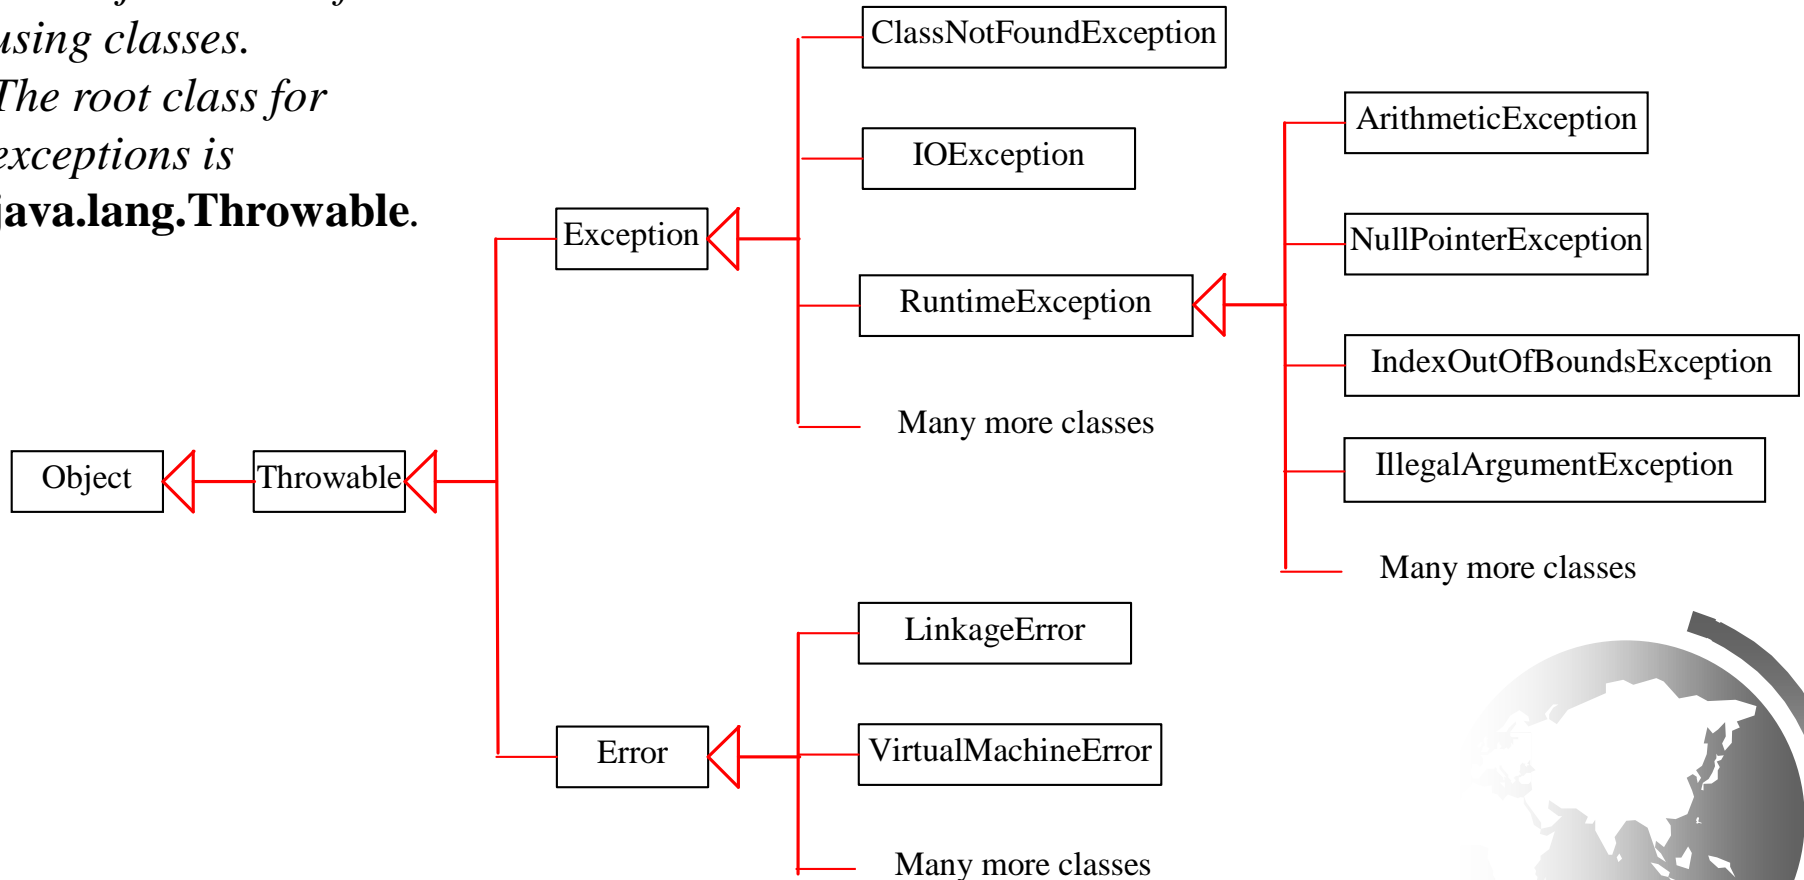 using classes.
The root class for
exceptions is
java.lang.Throwable.
ClassNotFoundException
IOException
Exception
RuntimeException
Many more classes
ArithmeticException
NullPointerException
IndexOutOfBoundsException
IllegalArgumentException
Many more classes
Object
Throwable
LinkageError
Error
VirtualMachineError
Many more classes